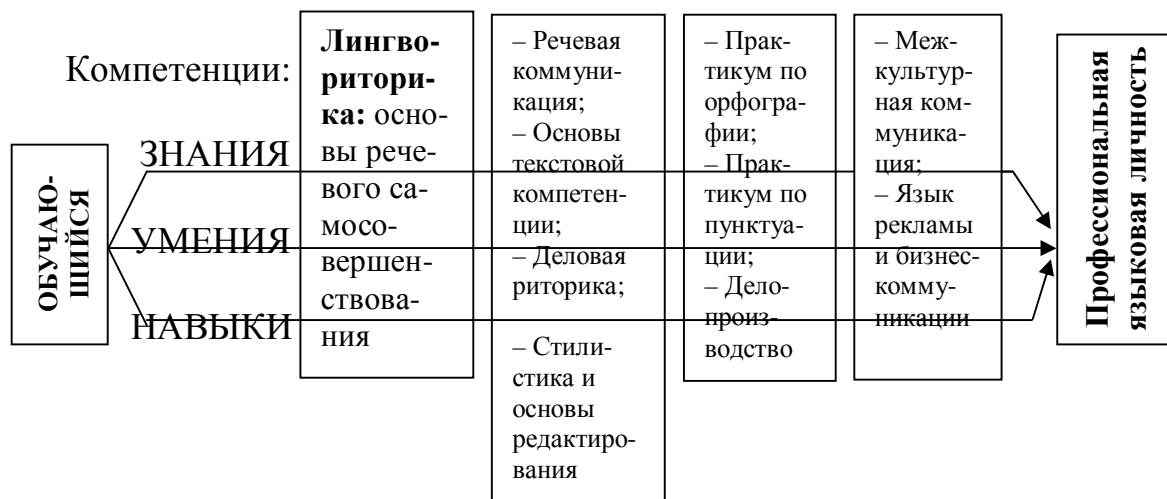 Компетенции:
ЗНАНИЯ
УМЕНИЯ
НАВЫКИ
ОБУЧАЮ-
ЩИЙСЯ
Лингво-
ритори-
ка: осно-
вы рече-
вого са-
мосо-
вершен-
ствова-
ния
– Речевая
коммуни-
кация;
– Основы
текстовой
компетен-
ции;
– Деловая
риторика;
– Стили-
стика и
основы
редактиро-
вания
– Прак-
тикум по
орфогра-
фии;
– Прак-
тикум по
пунктуа-
ции;
– Дело-
произ-
водство
– Меж-
культур-
ная ком-
муника-
ция;
– Язык
рекламы
и бизнес-
комму-
никации
Профессиональная
языковая личность